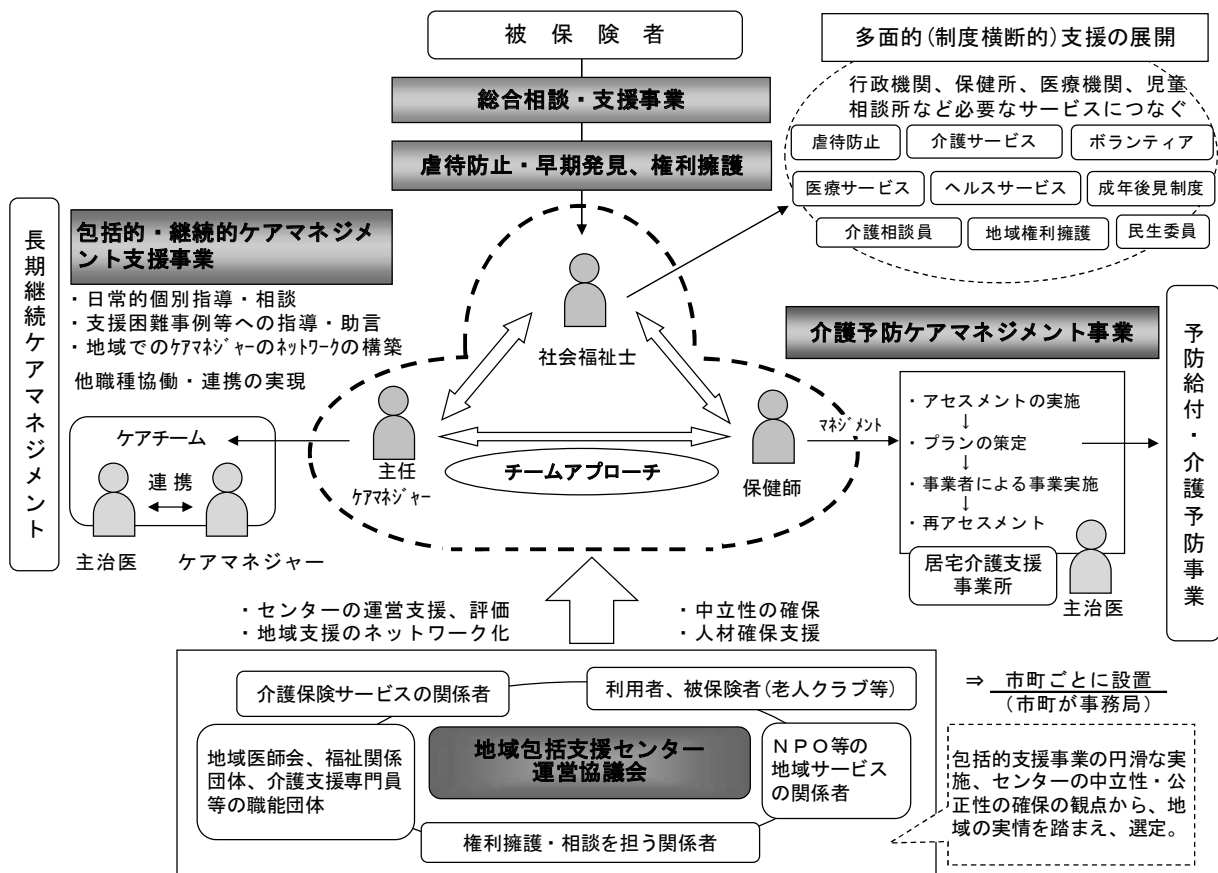 被保険者
総合相談・支援事業
虐待防止・早期発見、権利擁護
多面的(制度横断的)支援の展開
行政機関、保健所、医療機関、児童
相談所など必要なサービスにつなぐ
虐待防止
介護サービス
ボランティア
医療サービス
ヘルスサービス
成年後見制度
介護相談員
地域権利擁護
民生委員
長期継続ケアマネジメント
包括的・継続的ケアマネジメ
ント支援事業
・日常的個別指導・相談
・支援困難事例等への指導・助言
・地域でのｹｱﾏﾈｼﾞｬｰのネットワークの構築
他職種協働・連携の実現
ケアチーム
連携
主治医
ケアマネジャー
社会福祉士
主任
ｹｱﾏﾈｼﾞｬｰ
チームアプローチ
保健師
ﾏﾈｼﾞﾒﾝﾄ
介護予防ケアマネジメント事業
・アセスメントの実施
↓
・プランの策定
↓
・事業者による事業実施
↓
・再アセスメント
居宅介護支援
事業所
主治医
予防給付・介護予防事業
・センターの運営支援、評価
・地域支援のネットワーク化
・中立性の確保
・人材確保支援
介護保険サービスの関係者
利用者、被保険者(老人クラブ等)
地域医師会、福祉関係
団体、介護支援専門員
等の職能団体
地域包括支援センター
運営協議会
ＮＰＯ等の
地域サービス
の関係者
権利擁護・相談を担う関係者
⇒ 市町ごとに設置
(市町が事務局)
包括的支援事業の円滑な実
施、センターの中立性・公
正性の確保の観点から、地
域の実情を踏まえ、選定。